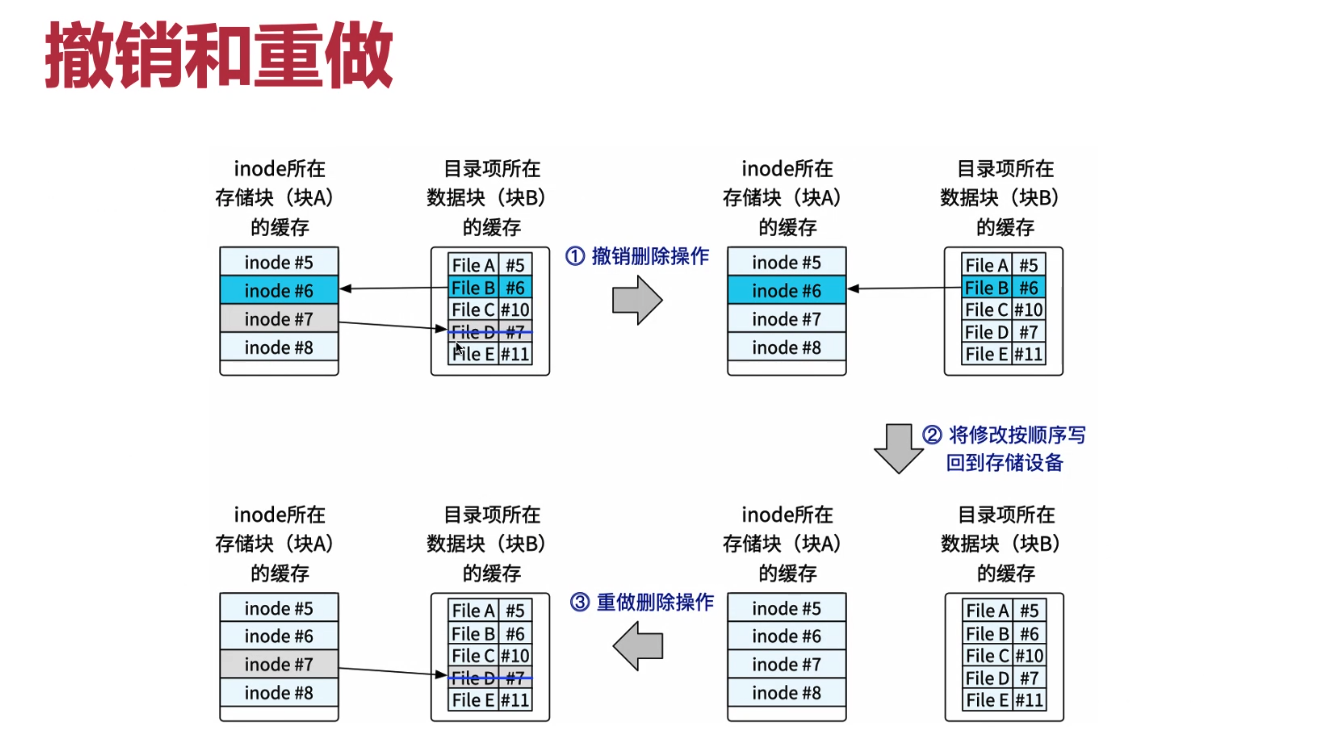 撤销和重做
inode所在
存储块（块A）
的缓存
inode #5
inode #6
inode #7
inode #8
目录项所在
数据块（块B）
的缓存
File A #5
File B #6
File C #10
File D #7
File E #11
① 撤销删除操作
inode所在
存储块（块A）
的缓存
inode #5
inode #6
inode #7
inode #8
目录项所在
数据块（块B）
的缓存
File A #5
File B #6
File C #10
File D #7
File E #11
② 将修改按顺序写
回到存储设备
inode所在
存储块（块A）
的缓存
inode #5
inode #6
inode #7
inode #8
目录项所在
数据块（块B）
的缓存
File A #5
File B #6
File C #10
File D #7
File E #11
③ 重做删除操作
inode所在
存储块（块A）
的缓存
inode #5
inode #6
inode #7
inode #8
目录项所在
数据块（块B）
的缓存
File A #5
File B #6
File C #10
File D #7
File E #11